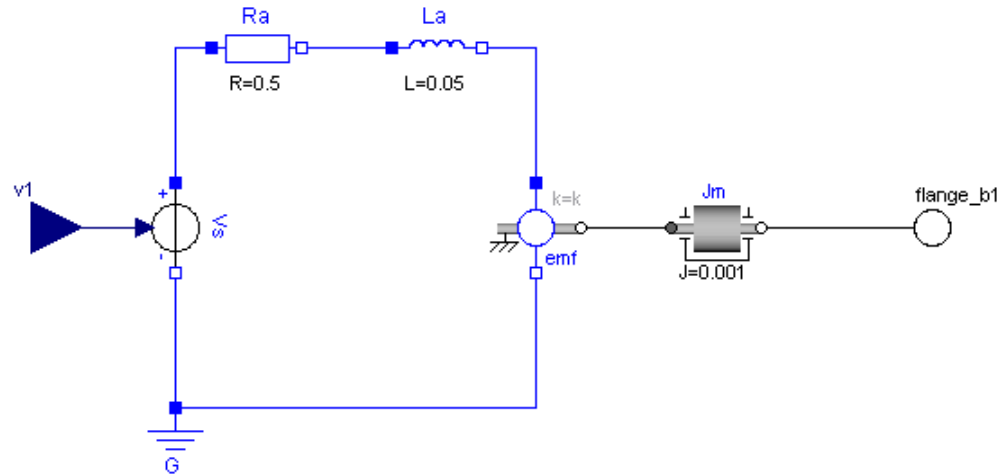 Ra
La
R=0.5
L=0.05
v1
+
Vs
-
k=k
emf
Jm
J=0.001
flange_b1
G